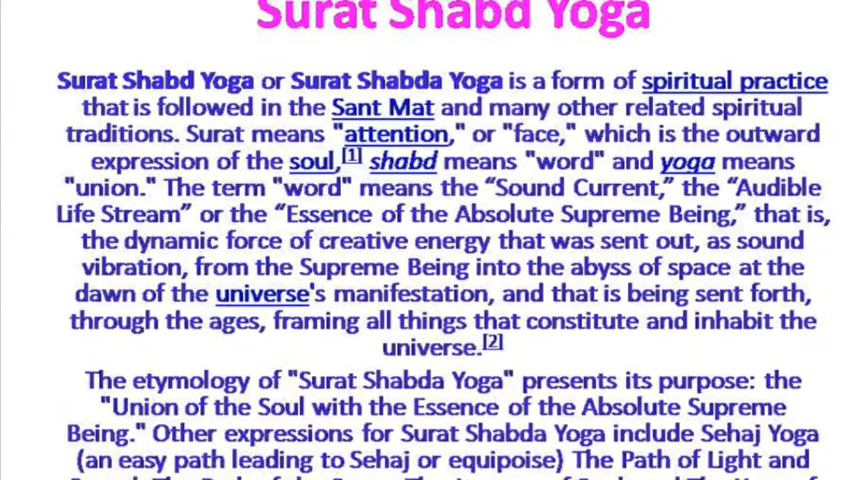 Surat Shabd Yoga
Surat Shabd Yoga or Surat Shabda Yoga is a form of spiritual practice
that is followed in the Sant Mat and many other related spiritual
traditions. Surat means "attention," or "face," which is the outward
expression of the soul,[1] shabd means "word" and yoga means
"union." The term "word" means the “Sound Current,” the “Audible
Life Stream” or the “Essence of the Absolute Supreme Being,” that is,
the dynamic force of creative energy that was sent out, as sound
vibration, from the Supreme Being into the abyss of space at the
dawn of the universe's manifestation, and that is being sent forth,
through the ages, framing all things that constitute and inhabit the
universe.[2]
The etymology of "Surat Shabda Yoga" presents its purpose: the
"Union of the Soul with the Essence of the Absolute Supreme
Being." Other expressions for Surat Shabda Yoga include Sehaj Yoga
(an easy path leading to Sehaj or equipoise) The Path of Light and